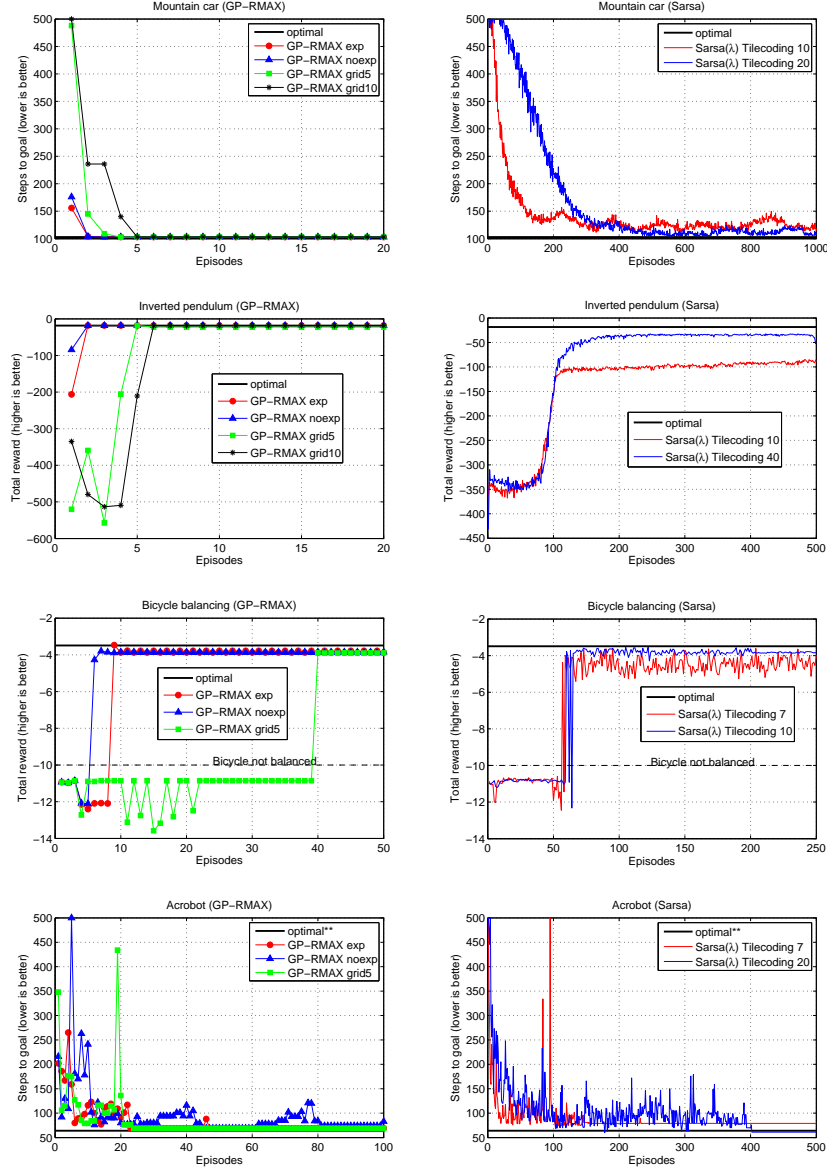 Mountain car (GP−RMAX)
500
450
400
350
300
250
200
150
100
0 5 10 15 20
Steps to goal (lower is better)
Episodes
optimal
GP−RMAX exp
GP−RMAX noexp
GP−RMAX grid5
GP−RMAX grid10
Mountain car (Sarsa)
500
450
400
350
300
250
200
150
100
0 200 400 600 800 1000
Steps to goal (lower is better)
Episodes
optimal
Sarsa(λ) Tilecoding 10
Sarsa(λ) Tilecoding 20
Inverted pendulum (GP−RMAX)
0
−100
−200
−300
−400
−500
−600
0 5 10 15 20
Total reward (higher is better)
Episodes
optimal
GP−RMAX exp
GP−RMAX noexp
GP−RMAX grid5
GP−RMAX grid10
Inverted pendulum (Sarsa)
0
−50
−100
−150
−200
−250
−300
−350
−400
−450
0 100 200 300 400 500
Total reward (higher is better)
Episodes
optimal
Sarsa(λ) Tilecoding 10
Sarsa(λ) Tilecoding 40
Bicycle balancing (GP−RMAX)
−2
−4
−6
−8
−10
−12
−14
0 10 20 30 40 50
Total reward (higher is better)
Episodes
optimal
GP−RMAX exp
GP−RMAX noexp
GP−RMAX grid5
Bicycle not balanced
Bicycle balancing (Sarsa)
−2
−4
−6
−8
−10
−12
−14
0 50 100 150 200 250
Total reward (higher is better)
Episodes
optimal
Sarsa(λ) Tilecoding 7
Sarsa(λ) Tilecoding 10
Bicycle not balanced
Acrobot (GP−RMAX)
500
450
400
350
300
250
200
150
100
50
0 20 40 60 80 100
Steps to goal (lower is better)
Episodes
optimal**
GP−RMAX exp
GP−RMAX noexp
GP−RMAX grid5
Acrobot (Sarsa)
500
450
400
350
300
250
200
150
100
50
0 100 200 300 400 500
Steps to goal (lower is better)
Episodes
optimal**
Sarsa(λ) Tilecoding 7
Sarsa(λ) Tilecoding 20